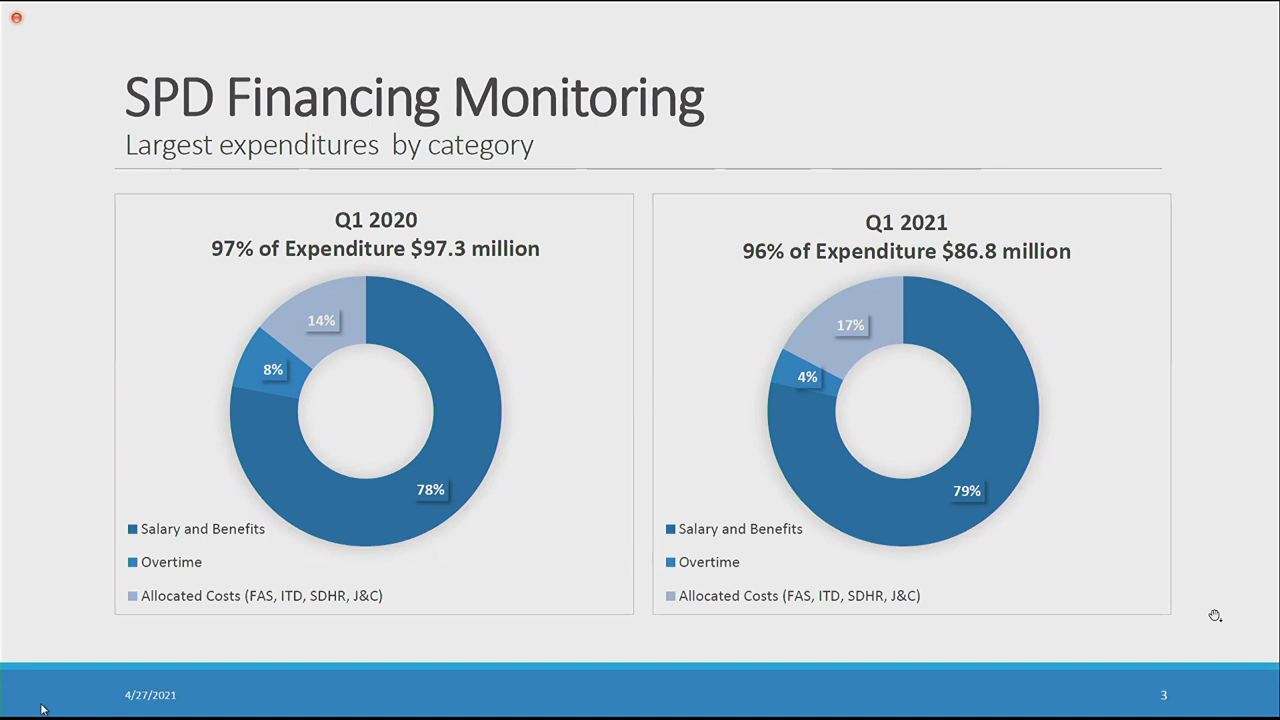 SPD Financing Monitoring
Largest expenditures by category
Q1 2020
97% of Expenditure $97.3 million
14%
8%
78%
Salary and Benefits
Overtime
Allocated Costs (FAS, ITD, SDHR, J&C)
Q1 2021
96% of Expenditure $86.8 million
17%
4%
79%
Salary and Benefits
Overtime
Allocated Costs (FAS, ITD, SDHR, J&C)
4/27/2021
3